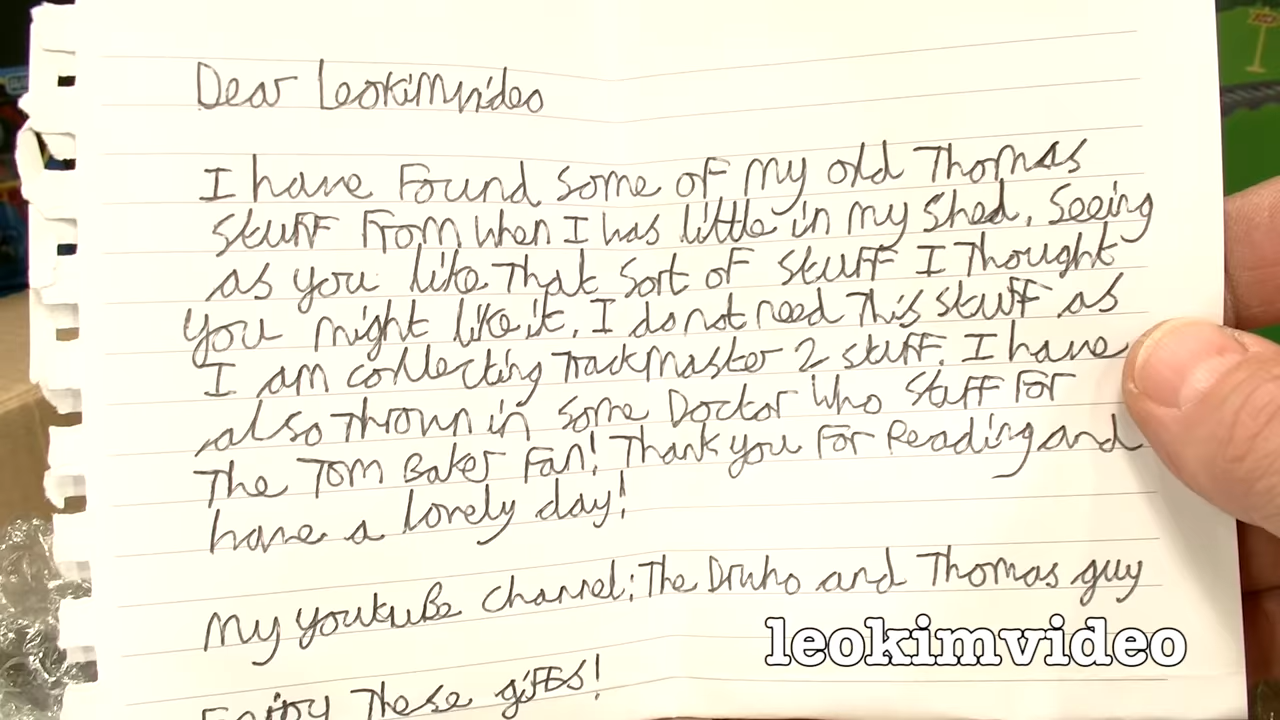 Dear leokimvideo
I have Found some of my old Thomas
stuff From when I has little in my shed. Seeing
as you like That sort of stuff I Thought
you might like it. I do not need This stuff as
I am collecting TrackMaster 2 stuff. I have
also thrown in some Doctor Who stuff For
The Tom Baker Fan! Thank you For Reading and
have a lovely day!
My youtube channel: The Drwho and Thomas guy
leokimvideo
Enjoy These gifts!